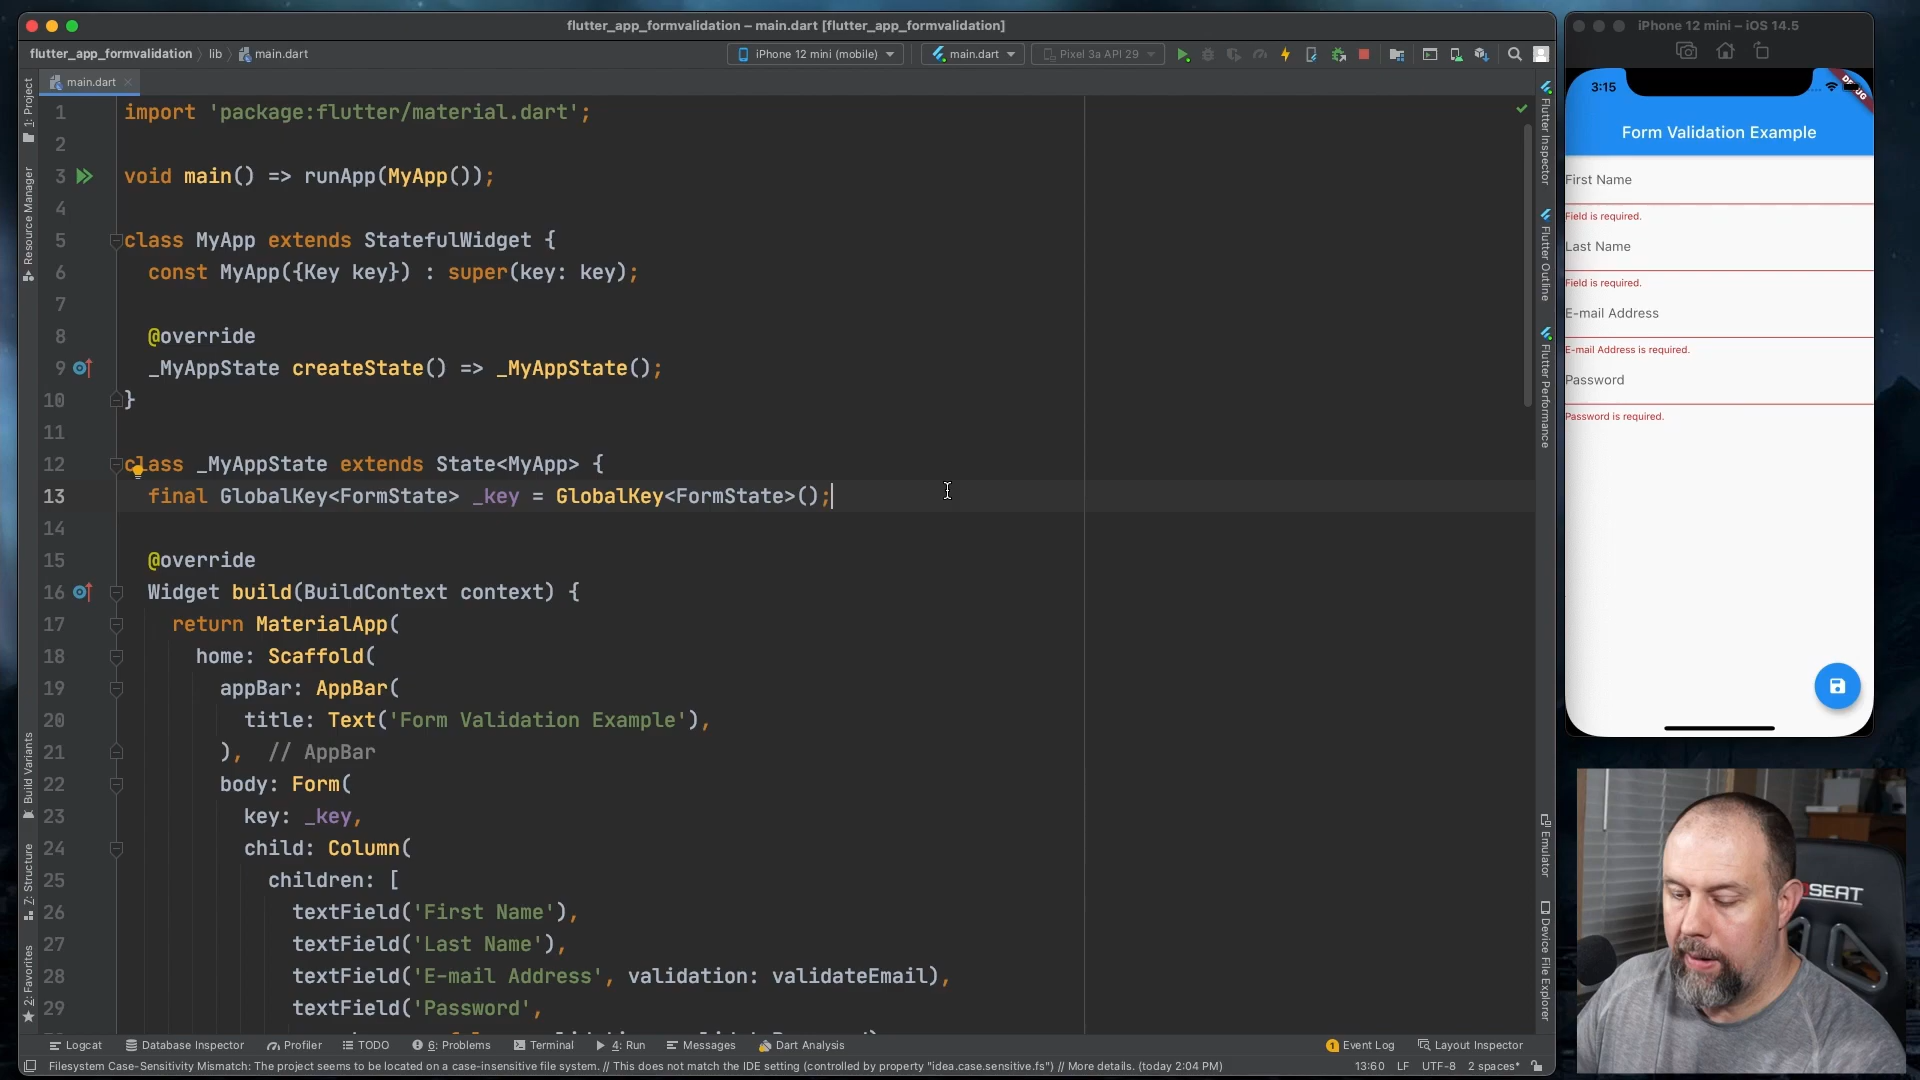 flutter_app_formvalidation – main.dart [flutter_app_formvalidation]
iPhone 12 mini – iOS 14.5
flutter_app_formvalidation lib main.dart
iPhone 12 mini (mobile) main.dart Pixel 3a API 29
main.dart
1 import 'package:flutter/material.dart';
2
3 void main() => runApp(MyApp());
4
5 class MyApp extends StatefulWidget {
6 const MyApp({Key key}) : super(key: key);
7
8 @override
9 _MyAppState createState() => _MyAppState();
10 }
11
12 class _MyAppState extends State<MyApp> {
13 final GlobalKey<FormState> _key = GlobalKey<FormState>();
14
15 @override
16 Widget build(BuildContext context) {
17 return MaterialApp(
18 home: Scaffold(
19 appBar: AppBar(
20 title: Text('Form Validation Example'),
21 ), // AppBar
22 body: Form(
23 key: _key,
24 child: Column(
25 children: [
26 textField('First Name'),
27 textField('Last Name'),
28 textField('E-mail Address', validation: validateEmail),
29 textField('Password',
1: Project
Resource Manager
Build Variants
7: Structure
2: Favorites
Flutter Inspector
Flutter Outline
Flutter Performance
Emulator
Device File Explorer
3:15
DEBUG
Form Validation Example
First Name
Field is required.
Last Name
Field is required.
E-mail Address
E-mail Address is required.
Password
Password is required.
SEAT
Logcat Database Inspector Profiler TODO 6: Problems Terminal 4: Run Messages Dart Analysis 1 Event Log Layout Inspector
Filesystem Case-Sensitivity Mismatch: The project seems to be located on a case-insensitive file system. // This does not match the IDE setting (controlled by property "idea.case.sensitive.fs") // More details. (today 2:04 PM) 13:60 LF UTF-8 2 spaces*